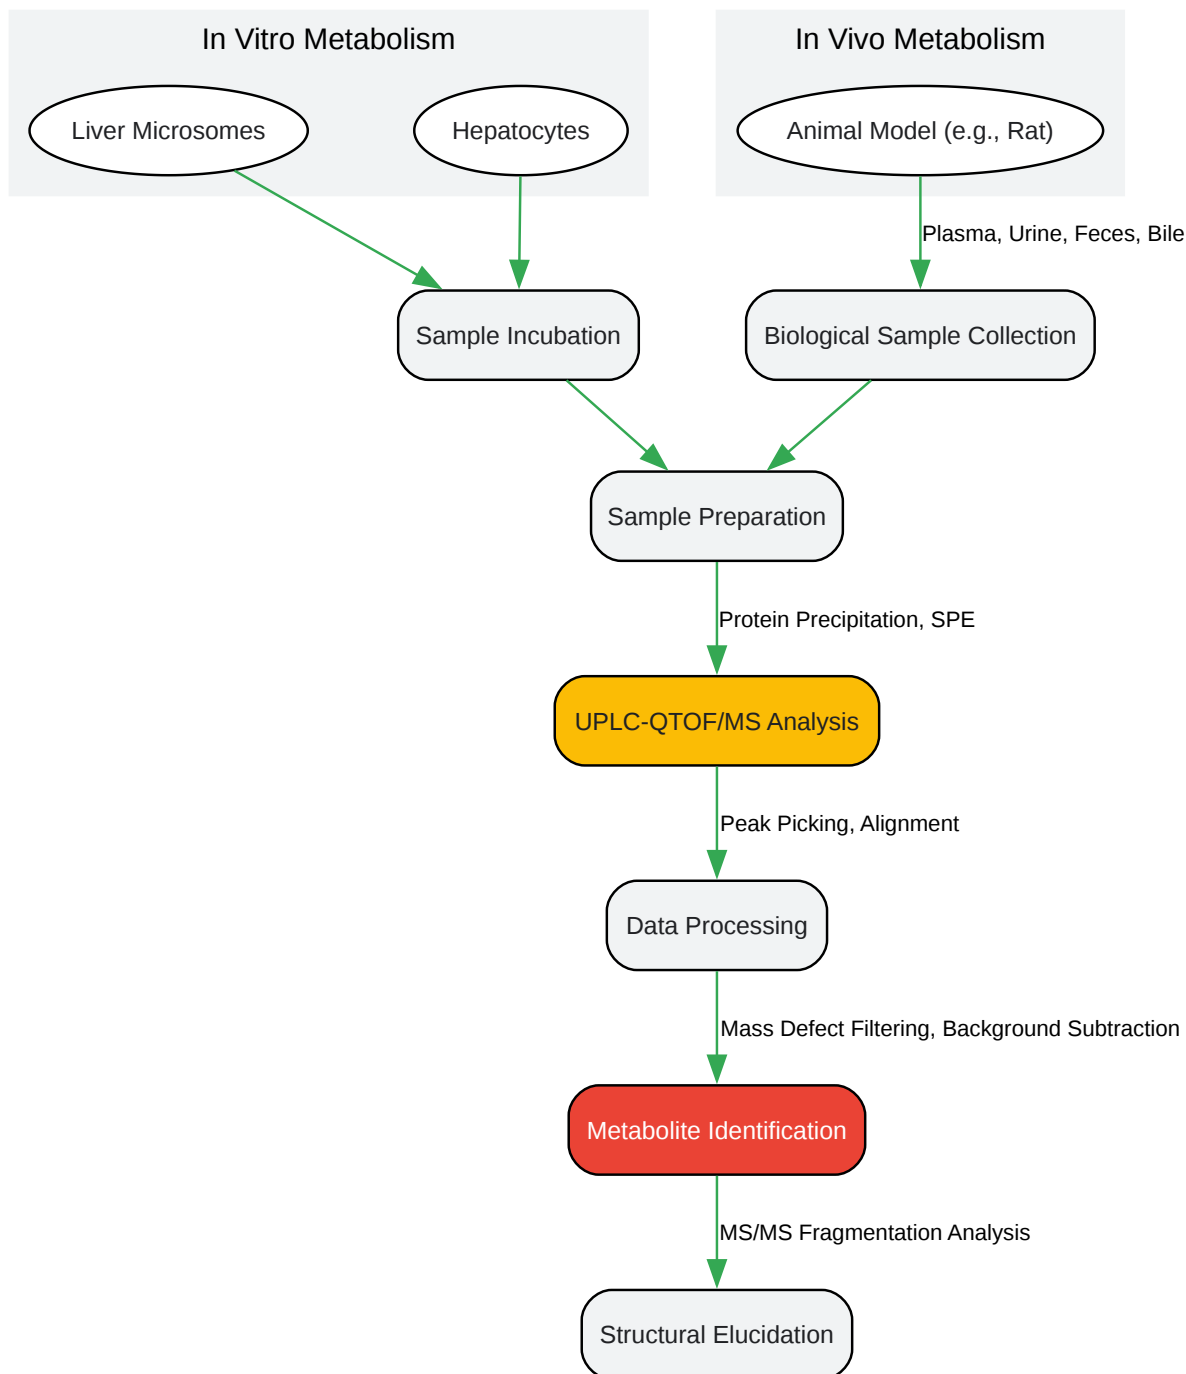 In Vitro Metabolism
In Vivo Metabolism
Liver Microsomes
Hepatocytes
Animal Model (e.g., Rat)
Plasma, Urine, Feces, Bile
Sample Incubation
Biological Sample Collection
Sample Preparation
Protein Precipitation, SPE
UPLC-QTOF/MS Analysis
Peak Picking, Alignment
Data Processing
Mass Defect Filtering, Background Subtraction
Metabolite Identification
MS/MS Fragmentation Analysis
Structural Elucidation